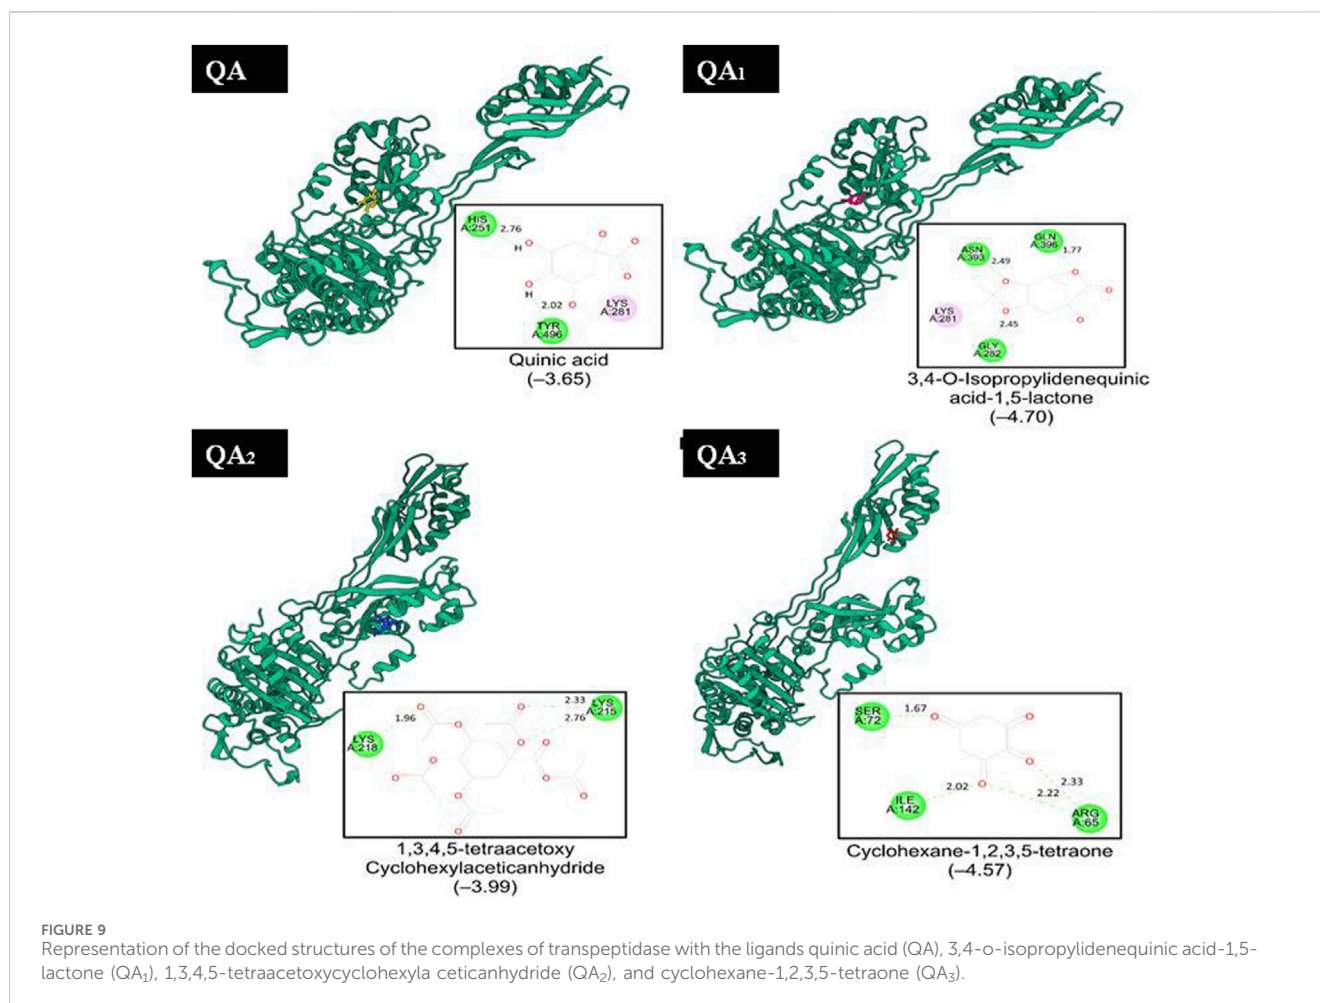 QA
HIS
A:251
2.76
O
H
O
H
2.02
O
O
O
O
LYS
A:281
TYR
A:496
Quinic acid
(–3.65)
QA₁
ASN
A:393
2.49
GLN
A:396
1.77
O
O
O
O
O
LYS
A:281
2.45
GLY
A:282
3,4-O-Isopropylidenequinic
acid-1,5-lactone
(–4.70)
QA₂
LYS
A:218
1.96
2.33
LYS
A:215
2.76
O
O
O
O
O
O
O
O
O
O
O
1,3,4,5-tetraacetoxy
Cyclohexylaceticanhydride
(–3.99)
QA₃
SER
A:72
1.67
O
O
O
O
2.33
2.22
2.02
ILE
A:142
ARG
A:65
Cyclohexane-1,2,3,5-tetraone
(–4.57)
FIGURE 9
Representation of the docked structures of the complexes of transpeptidase with the ligands quinic acid (QA), 3,4-o-isopropylidenequinic acid-1,5-
lactone (QA₁), 1,3,4,5-tetraacetoxycyclohexyla ceticanhydride (QA₂), and cyclohexane-1,2,3,5-tetraone (QA₃).